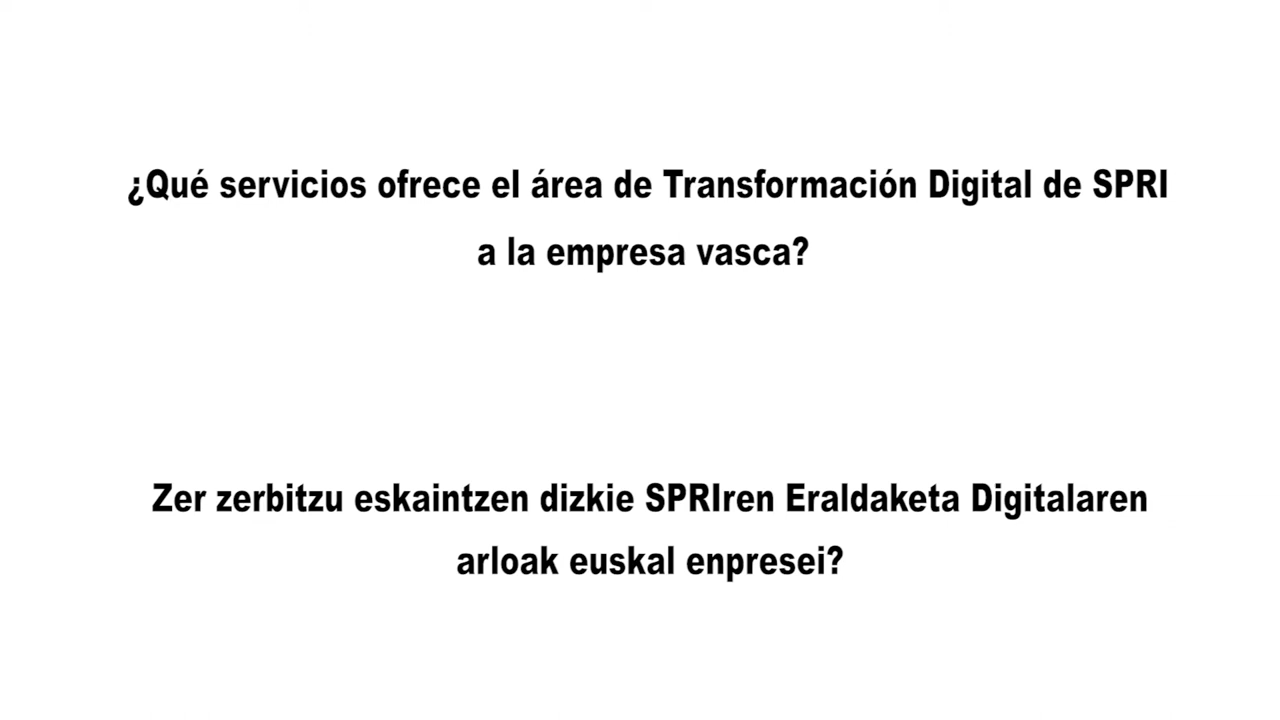 ¿Qué servicios ofrece el área de Transformación Digital de SPRI
a la empresa vasca?
Zer zerbitzu eskaintzen dizkie SPRIren Eraldaketa Digitalaren
arloak euskal enpresei?